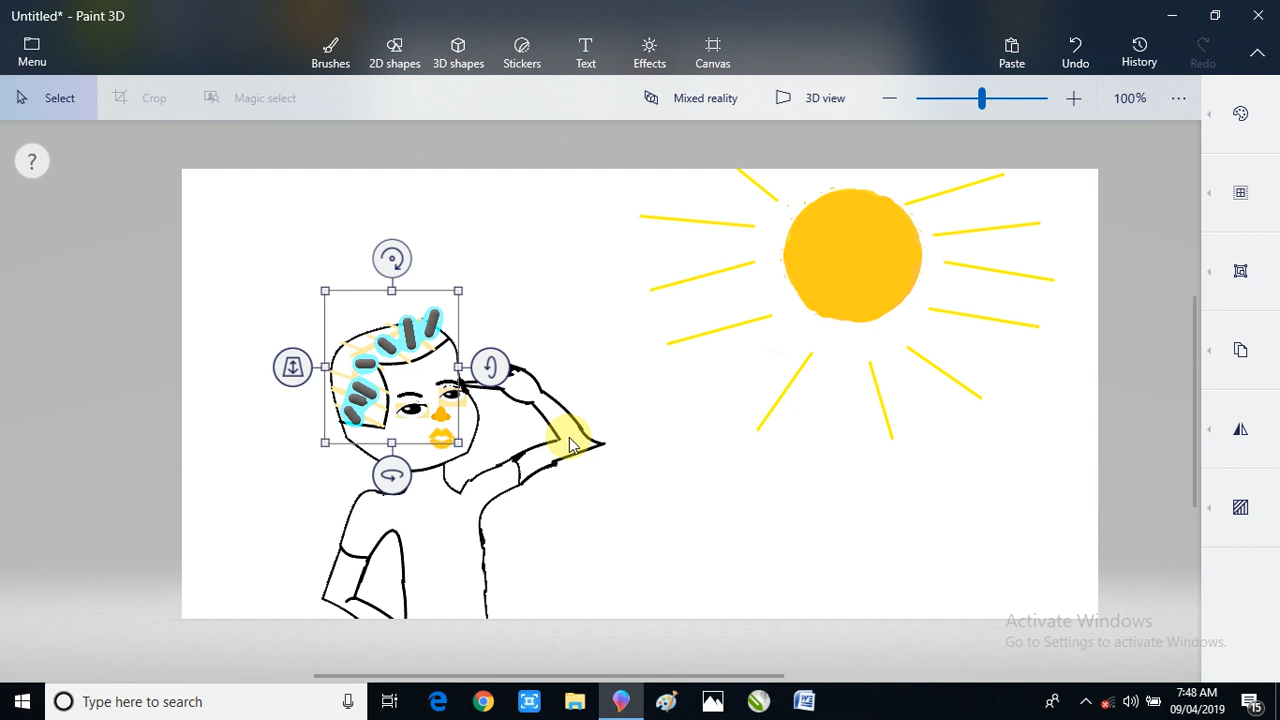 Untitled* - Paint 3D
Menu
Brushes
2D shapes
3D shapes
Stickers
Text
Effects
Canvas
Paste
Undo
History
Redo
Select
Crop
Magic select
Mixed reality
3D view
100%
?
Activate Windows
Go to Settings to activate Windows.
Type here to search
7:48 AM
09/04/2019
15